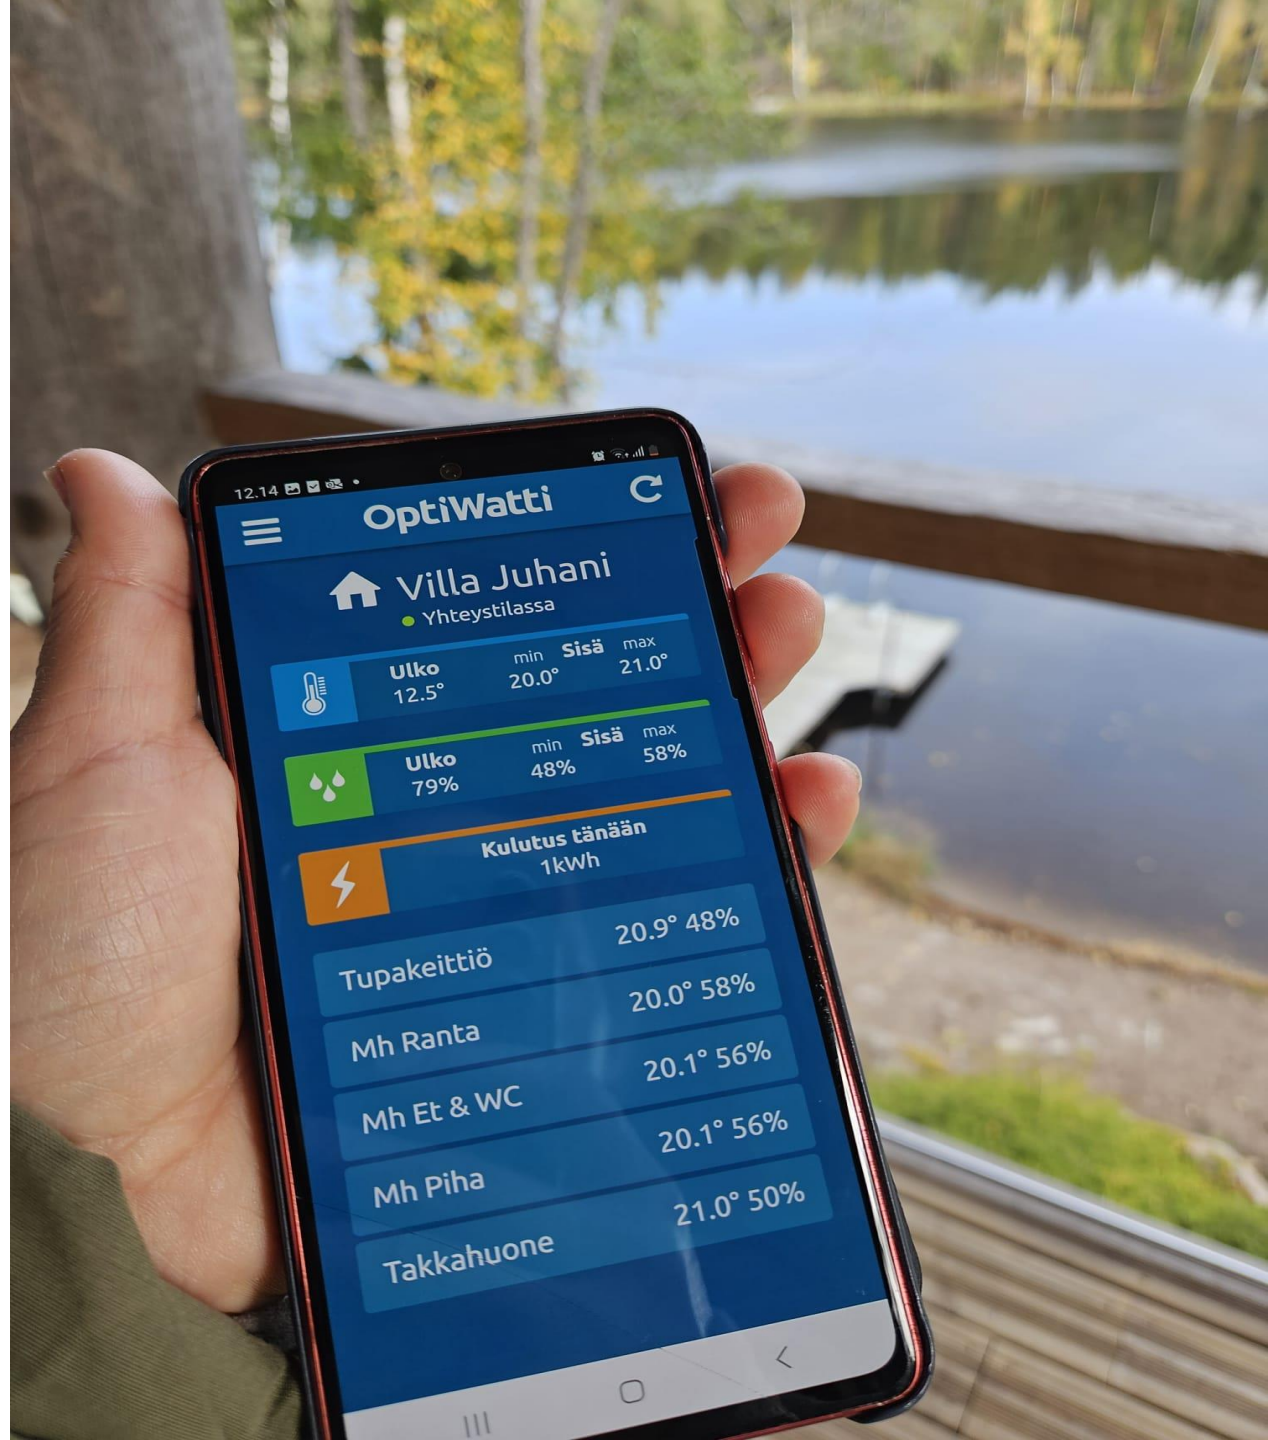 12.14
OptiWatti
Villa Juhani
Yhteystilassa
Ulko min Sisä max
12.5° 20.0° 21.0°
Ulko min Sisä max
79% 48% 58%
Kulutus tänään
1kWh
Tupakeittiö 20.9° 48%
Mh Ranta 20.0° 58%
Mh Et & WC 20.1° 56%
Mh Piha 20.1° 56%
Takkahuone 21.0° 50%